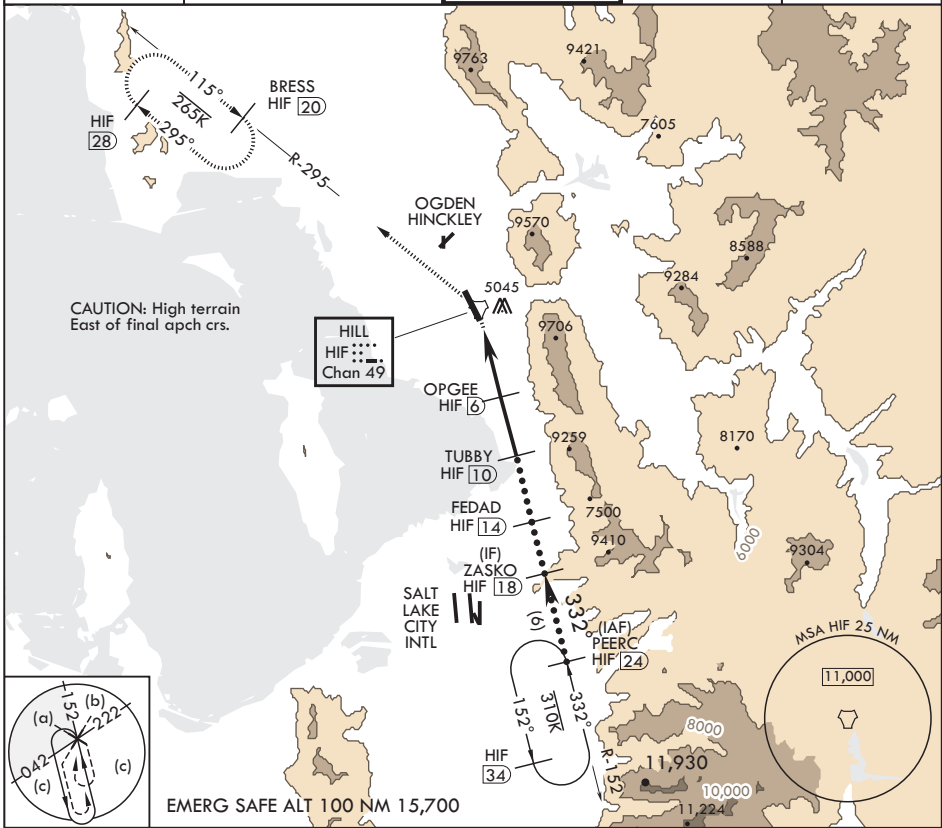 9763
9421
115°
BRESS
HIF 20
265K
HIF
28
295°
7605
R-295
OGDEN
HINCKLEY
9570
8588
9284
5045
CAUTION: High terrain
East of final apch crs.
HILL
HIF
Chan 49
9706
OPGEE
HIF 6
9259
8170
TUBBY
HIF 10
7500
FEDAD
HIF 14
9410
6000
9304
(IF)
ZASKO
HIF 18
SALT
LAKE
CITY
INTL
332°
(6)
(IAF)
PEERC
HIF 24
MSA HIF 25 NM
11,000
152°
310K
332°
R-152
8000
HIF
34
11,930
10,000
11,224
152
(a)
(b)
222
042
(c)
(c)
EMERG SAFE ALT 100 NM 15,700